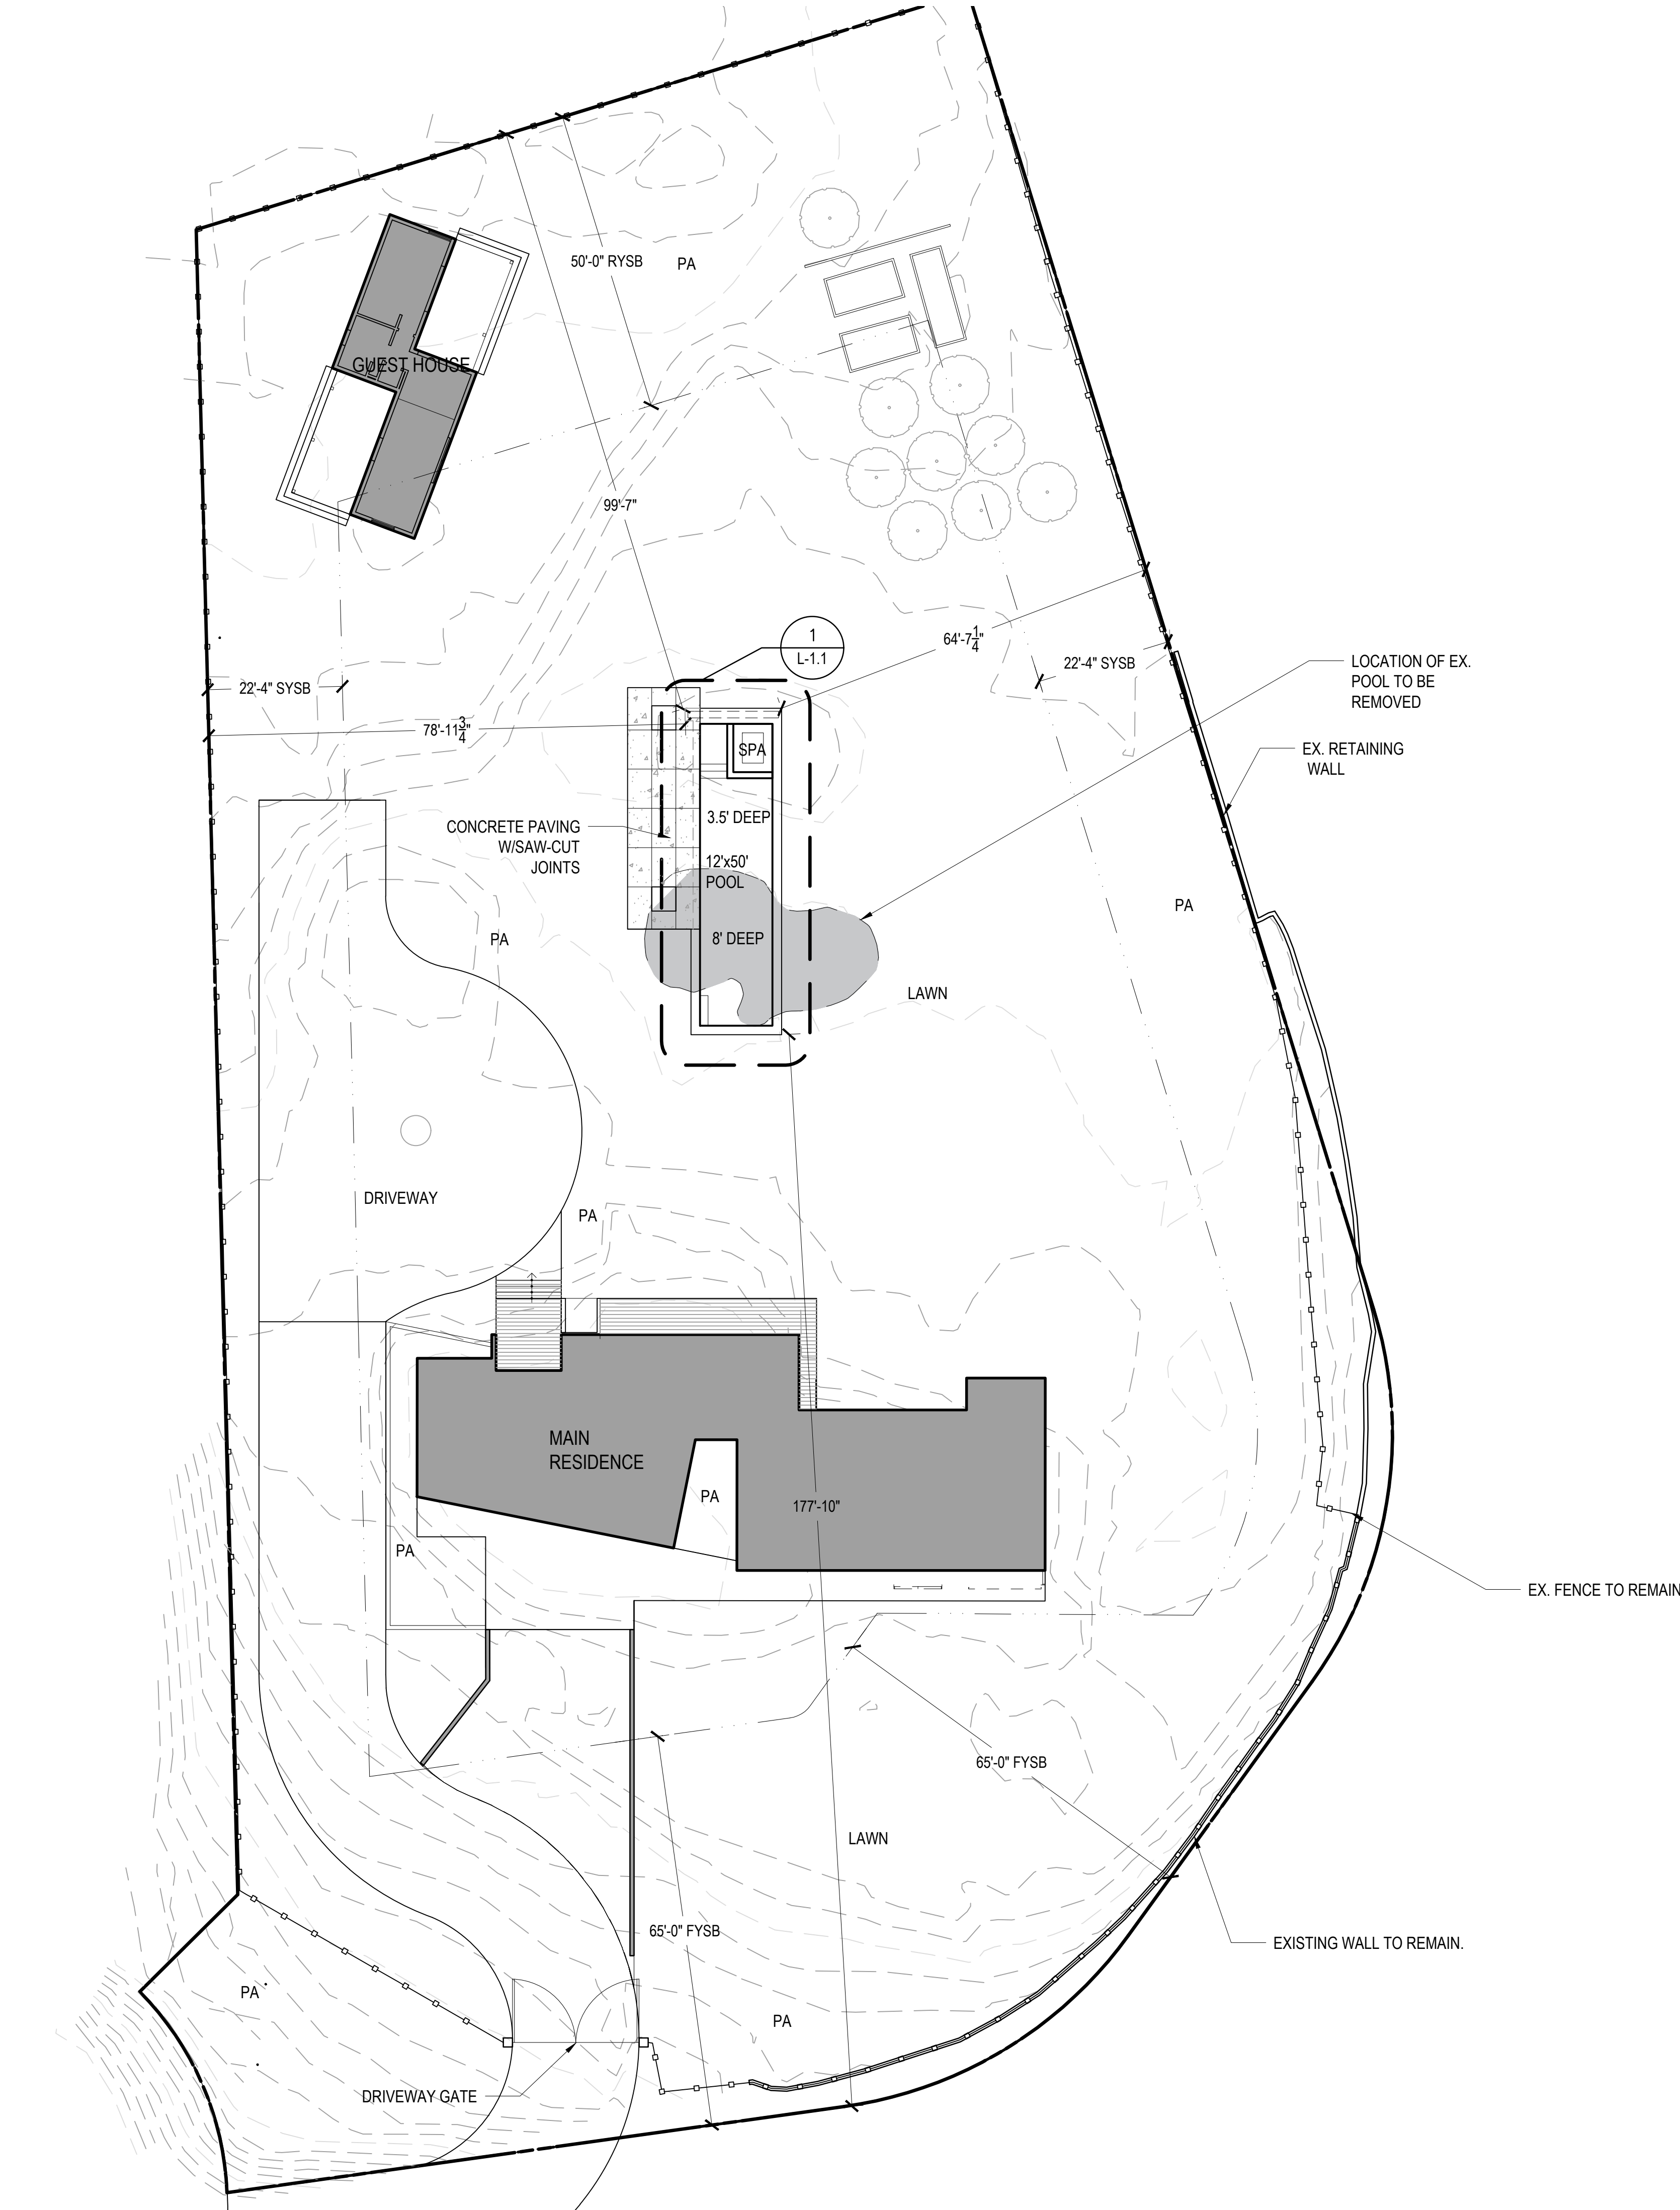 50'-0" RYSB
PA
GUEST HOUSE
99'-7"
1
L-1.1
64'-7 1/4"
22'-4" SYSB
LOCATION OF EX.
POOL TO BE
REMOVED
22'-4" SYSB
78'-11 3/4"
SPA
EX. RETAINING
WALL
3.5' DEEP
CONCRETE PAVING
W/SAW-CUT
JOINTS
12'x50'
POOL
PA
PA
8' DEEP
LAWN
DRIVEWAY
PA
MAIN
RESIDENCE
PA
177'-10"
PA
EX. FENCE TO REMAIN
65'-0" FYSB
LAWN
65'-0" FYSB
EXISTING WALL TO REMAIN.
PA
PA
DRIVEWAY GATE